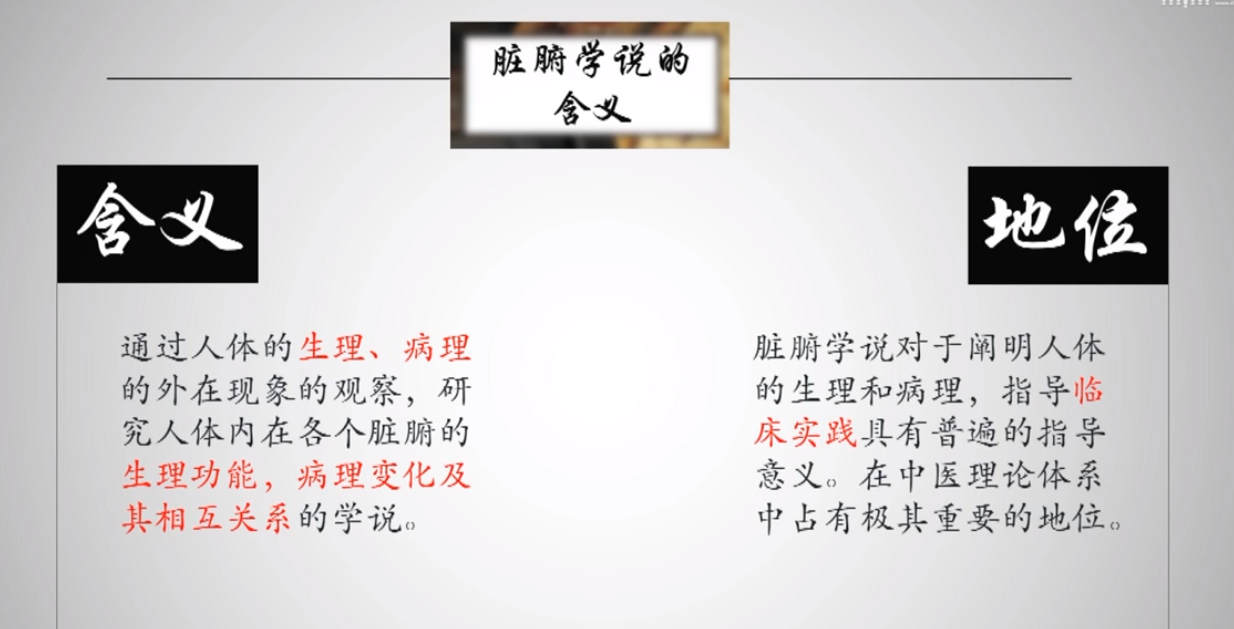 脏腑学说的
含义
含义
通过人体的生理、病理
的外在现象的观察，研
究人体内在各个脏腑的
生理功能，病理变化及
其相互关系的学说。
地位
脏腑学说对于阐明人体
的生理和病理，指导临
床实践具有普遍的指导
意义。在中医理论体系
中占有极其重要的地位。